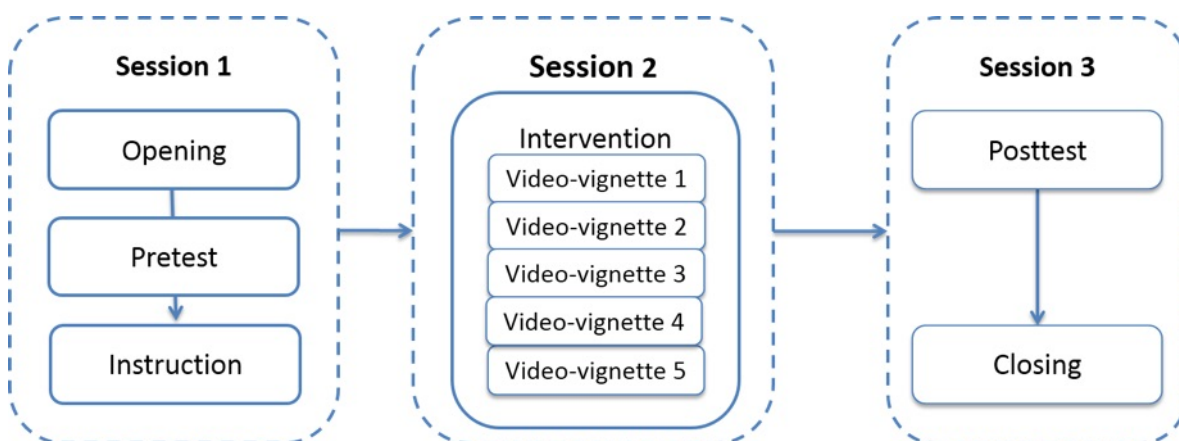 Session 1
Opening
Pretest
Instruction
Session 2
Intervention
Video-vignette 1
Video-vignette 2
Video-vignette 3
Video-vignette 4
Video-vignette 5
Session 3
Posttest
Closing